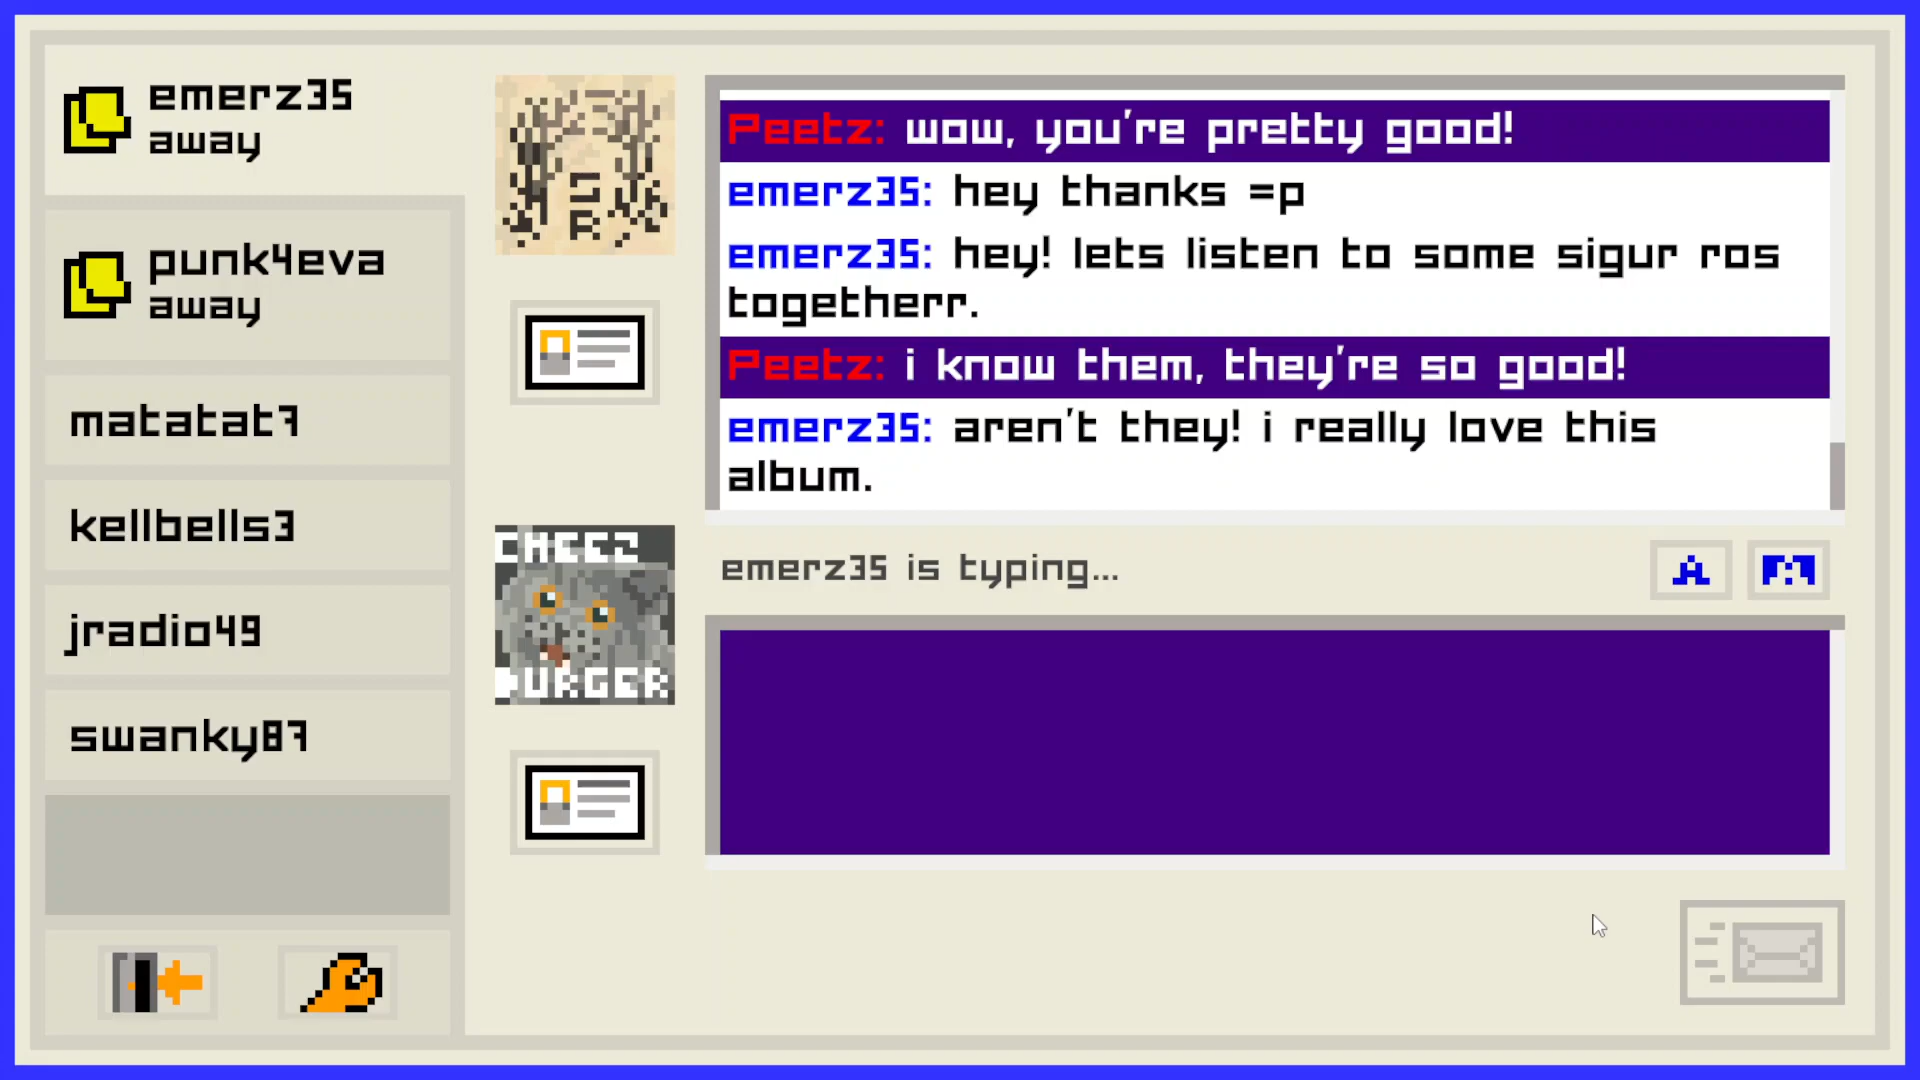 emerz35
away
punk4eva
away
matatat7
kellbells3
jradio49
swanky87
CHEEZ
BURGER
Peetz: wow, you're pretty good!
emerz35: hey thanks =p
emerz35: hey! lets listen to some sigur ros
togetherr.
Peetz: i know them, they're so good!
emerz35: aren't they! i really love this
album.
emerz35 is typing...
A